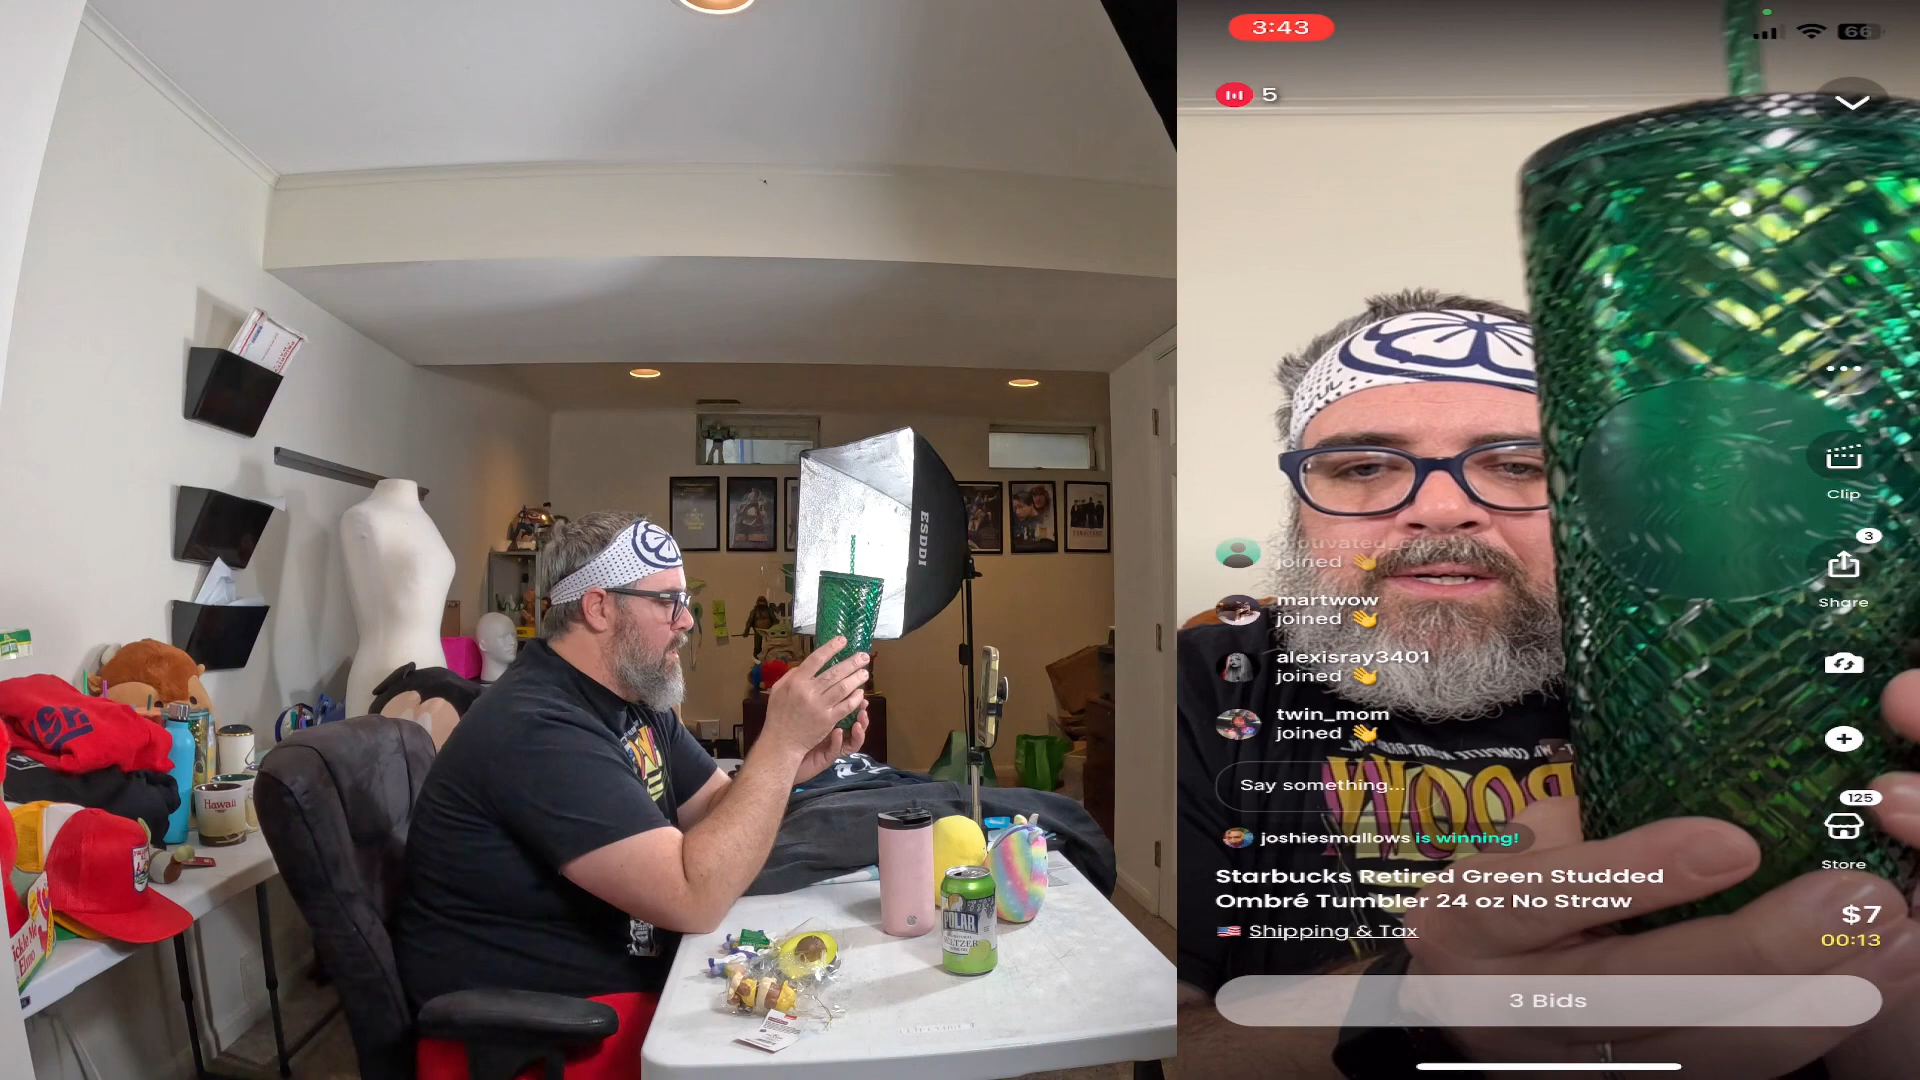 ESDDI
Hawaii
POLAR
SELTZER
3:43
66
5
joined 👋
martwow
joined 👋
alexisray3401
joined 👋
twin_mom
joined 👋
Say something...
joshiesmallows is winning!
Starbucks Retired Green Studded
Ombré Tumbler 24 oz No Straw
🇺🇸 Shipping & Tax
Clip
3
Share
125
Store
$7
00:13
3 Bids